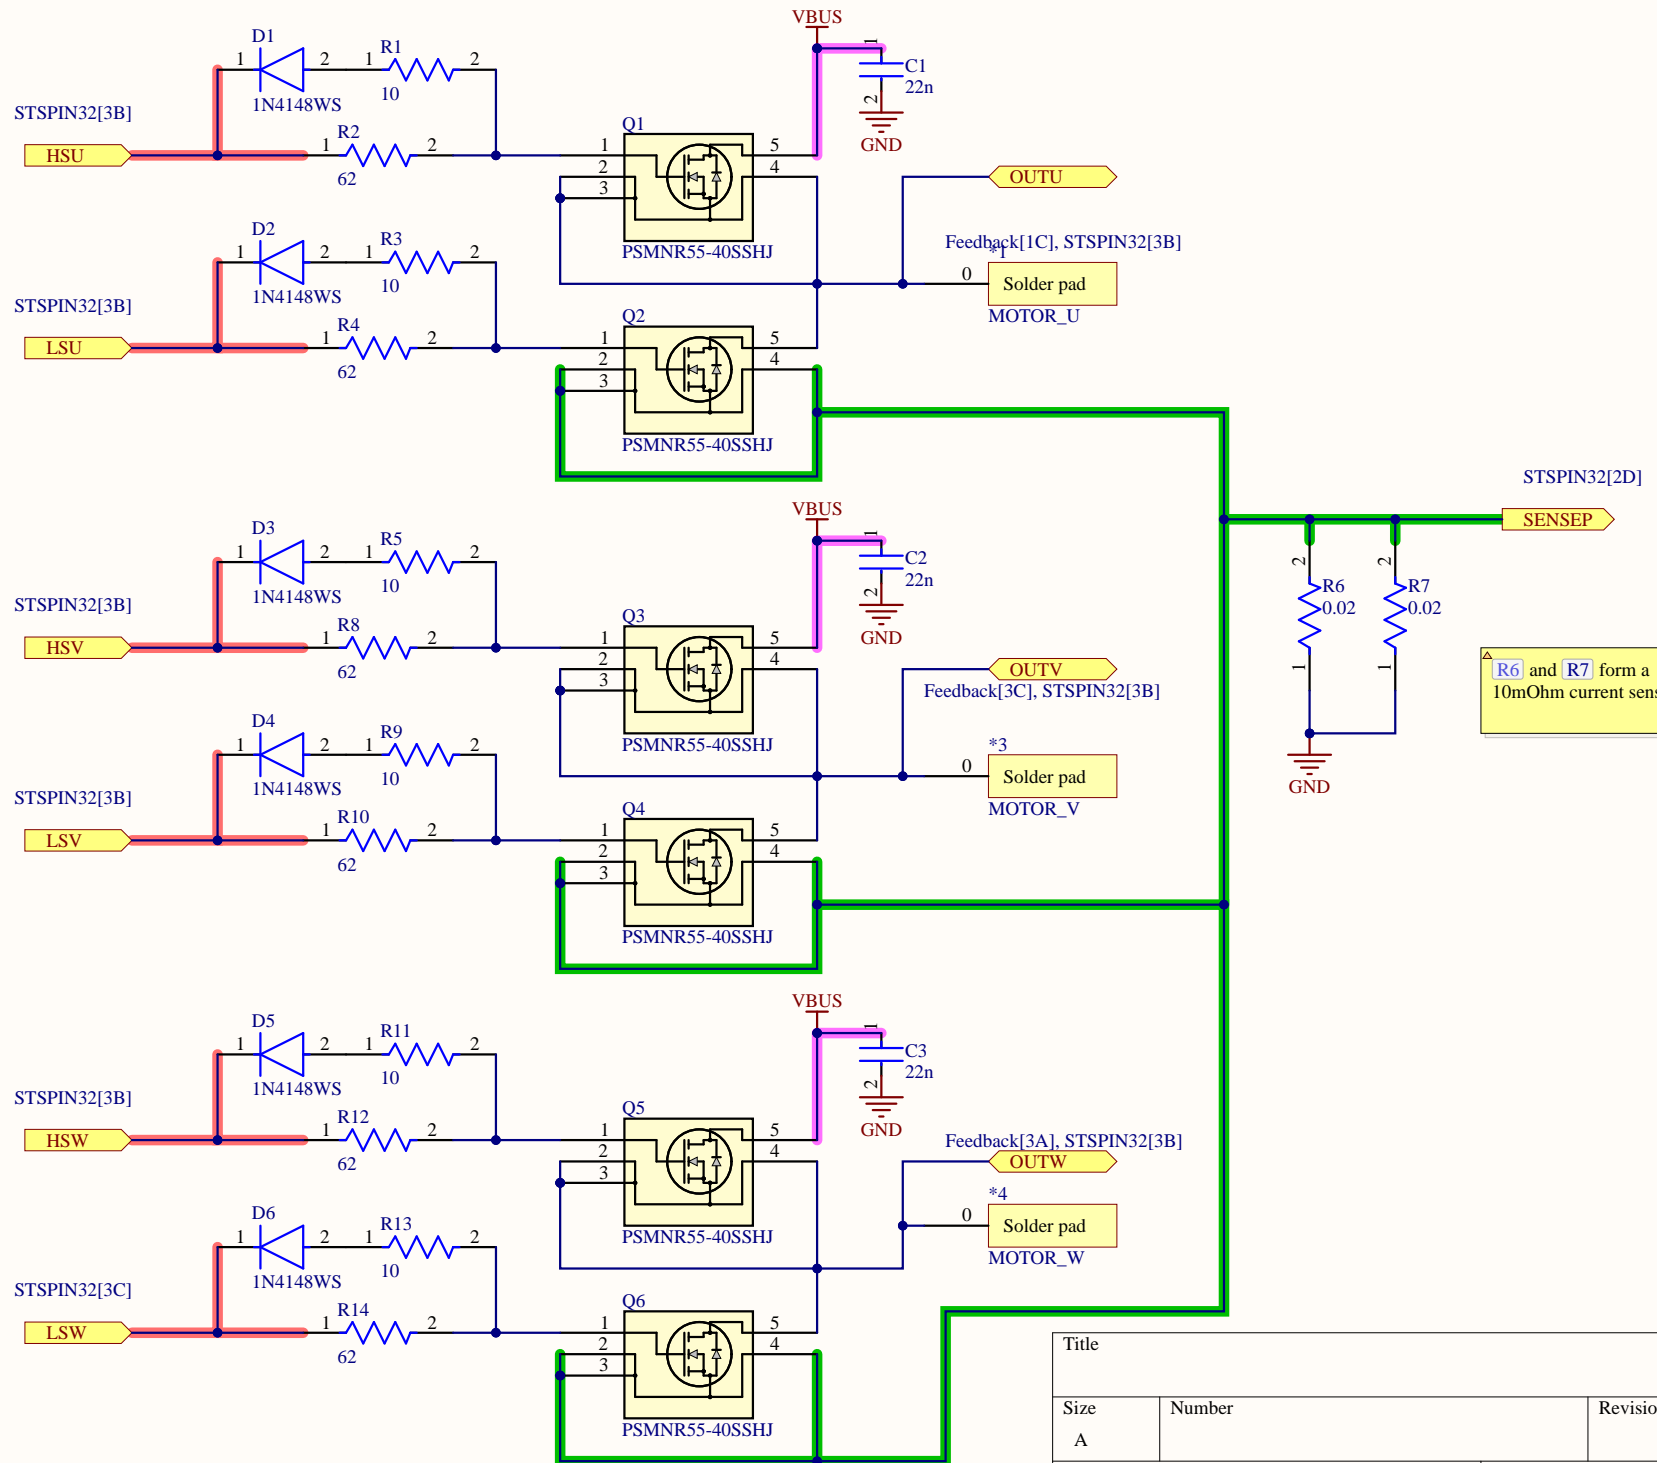 VBUS
D1
R1
1
2
1
2
1
C1
1N4148WS
10
22n
2
STSPIN32[3B]
GND
R2
Q1
HSU
1
2
1
5
62
2
4
OUTU
3
D2
R3
Feedback[1C], STSPIN32[3B]
PSMNR55-40SSHJ
*1
1
2
1
2
0
Solder pad
1N4148WS
10
STSPIN32[3B]
MOTOR_U
R4
Q2
LSU
1
2
1
5
62
2
4
3
PSMNR55-40SSHJ
STSPIN32[2D]
VBUS
SENSEP
D3
R5
1
2
1
2
1
C2
2
2
1N4148WS
10
22n
2
R6
R7
STSPIN32[3B]
0.02
0.02
R8
Q3
GND
HSV
1
2
1
5
62
2
4
OUTV
1
1
R6 and R7 form a
3
Feedback[3C], STSPIN32[3B]
10mOhm current sens
D4
R9
PSMNR55-40SSHJ
*3
1
2
1
2
0
Solder pad
1N4148WS
10
GND
STSPIN32[3B]
MOTOR_V
R10
Q4
LSV
1
2
1
5
62
2
4
3
PSMNR55-40SSHJ
VBUS
D5
R11
1
2
1
2
1
C3
1N4148WS
10
22n
2
STSPIN32[3B]
R12
Q5
GND
HSW
1
2
1
5
Feedback[3A], STSPIN32[3B]
62
2
4
OUTW
3
*4
D6
R13
0
Solder pad
1
2
1
2
PSMNR55-40SSHJ
MOTOR_W
1N4148WS
10
STSPIN32[3C]
R14
Q6
LSW
1
2
1
5
Title
62
2
4
3
Size
Number
Revisio
PSMNR55-40SSHJ
A